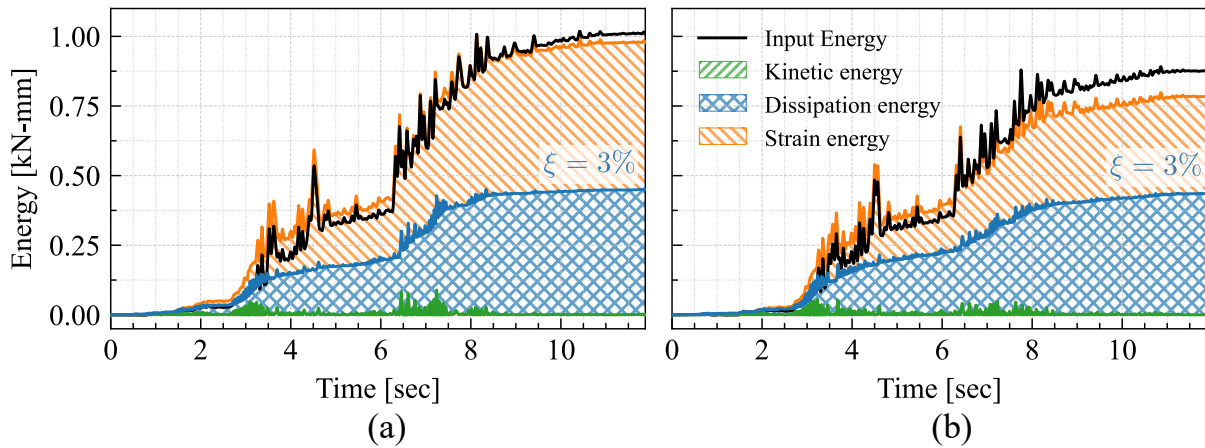 Energy [kN-mm]
1.00
0.75
0.50
0.25
0.00
ξ = 3%
0 2 4 6 8 10
Time [sec]
(a)
Input Energy
Kinetic energy
Dissipation energy
Strain energy
ξ = 3%
0 2 4 6 8 10
Time [sec]
(b)